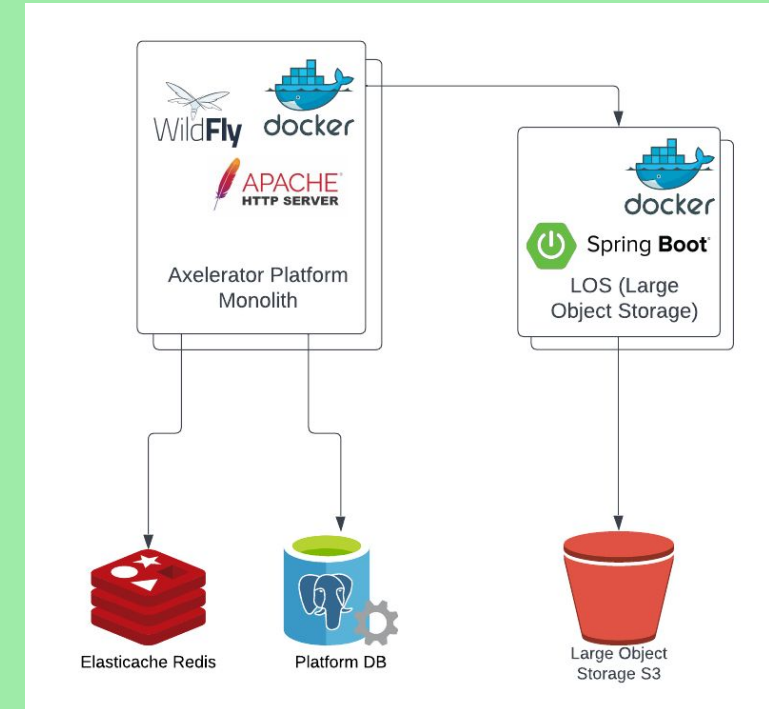 WildFly
docker
APACHE
HTTP SERVER
Axelerator Platform
Monolith
docker
Spring Boot
LOS (Large
Object Storage)
Elasticache Redis
Platform DB
Large Object
Storage S3